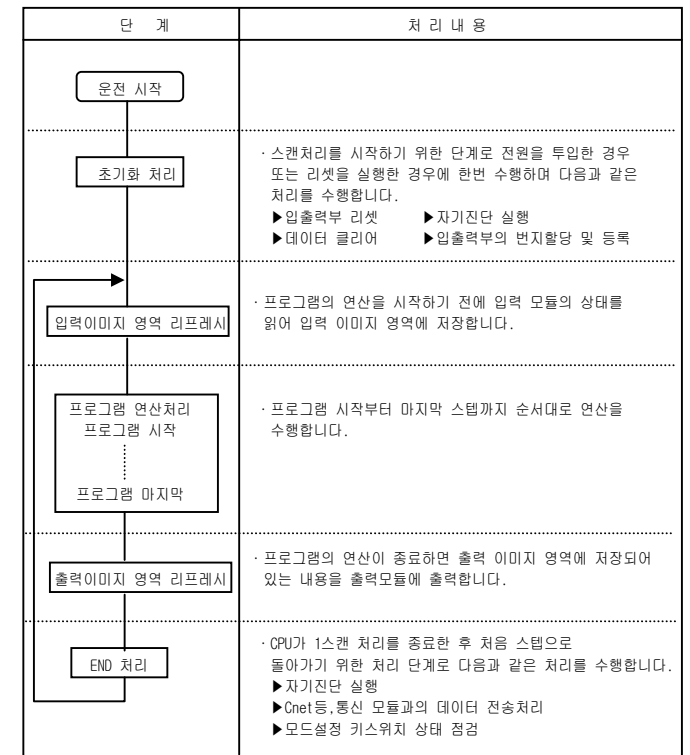 단 계
처 리 내 용
운전 시작
초기화 처리
· 스캔처리를 시작하기 위한 단계로 전원을 투입한 경우
또는 리셋을 실행한 경우에 한번 수행하며 다음과 같은
처리를 수행합니다.
▶입출력부 리셋 ▶자기진단 실행
▶데이터 클리어 ▶입출력부의 번지할당 및 등록
입력이미지 영역 리프레시
· 프로그램의 연산을 시작하기 전에 입력 모듈의 상태를
읽어 입력 이미지 영역에 저장합니다.
프로그램 연산처리
프로그램 시작
프로그램 마지막
· 프로그램 시작부터 마지막 스텝까지 순서대로 연산을
수행합니다.
출력이미지 영역 리프레시
· 프로그램의 연산이 종료하면 출력 이미지 영역에 저장되어
있는 내용을 출력모듈에 출력합니다.
END 처리
· CPU가 1스캔 처리를 종료한 후 처음 스텝으로
돌아가기 위한 처리 단계로 다음과 같은 처리를 수행합니다.
▶자기진단 실행
▶Cnet등,통신 모듈과의 데이터 전송처리
▶모드설정 키스위치 상태 점검